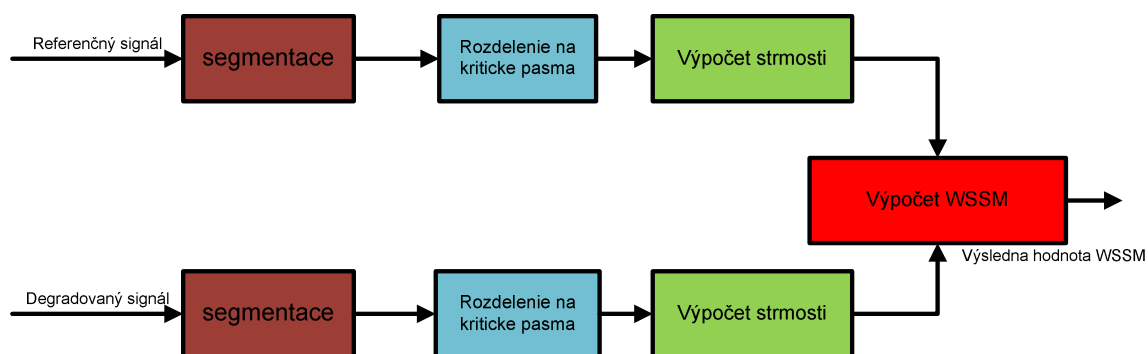 Referenčný signál
segmentace
Rozdelenie na
kriticke pasma
Výpočet strmosti
Výpočet WSSM
Výsledna hodnota WSSM
Degradovaný signál
segmentace
Rozdelenie na
kriticke pasma
Výpočet strmosti